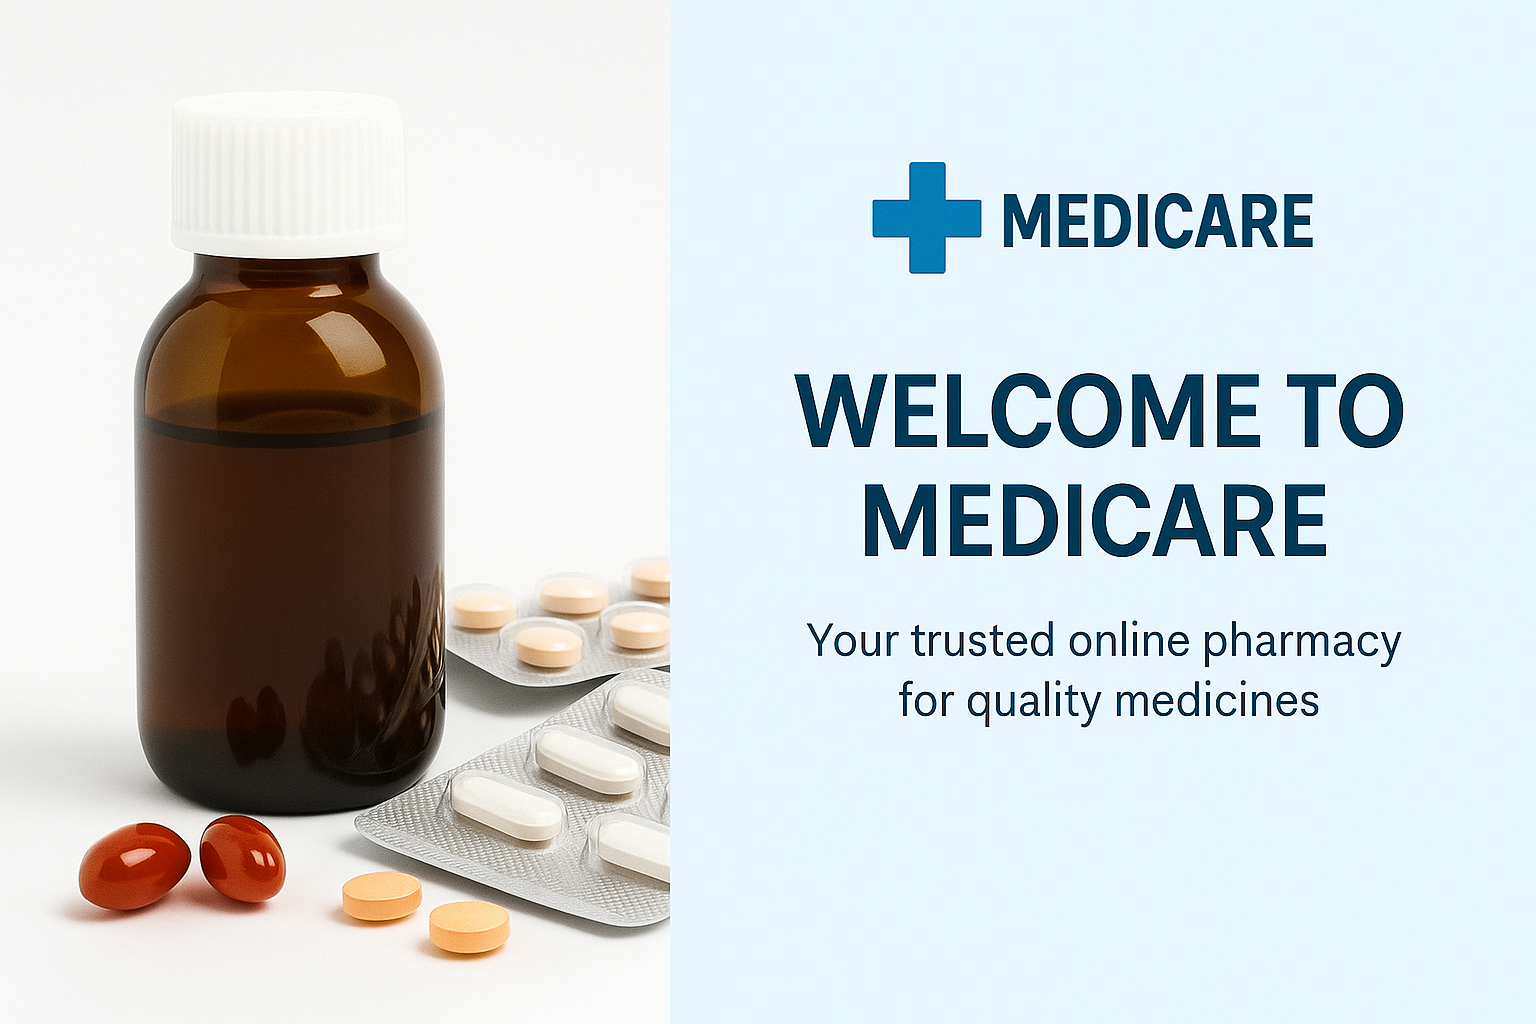 MEDICARE
WELCOME TO
MEDICARE
Your trusted online pharmacy
for quality medicines